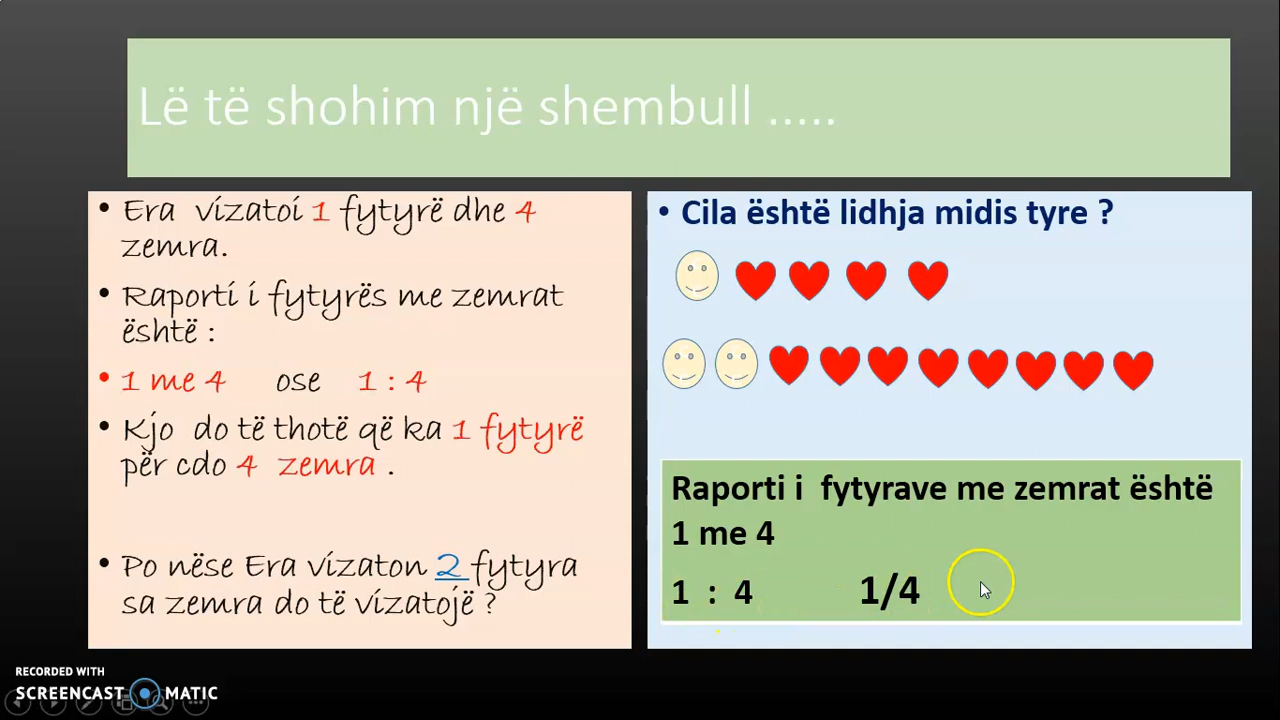 Lë të shohim një shembull .....
• Era vizatoi 1 fytyrë dhe 4
zemra.
• Raporti i fytyrës me zemrat
është :
• 1 me 4 ose 1 : 4
• Kjo do të thotë që ka 1 fytyrë
për cdo 4 zemra .
• Po nëse Era vizaton 2 fytyra
sa zemra do të vizatojë ?
• Cila është lidhja midis tyre ?
Raporti i fytyrave me zemrat është
1 me 4
1 : 4 1/4
RECORDED WITH
SCREENCAST MATIC